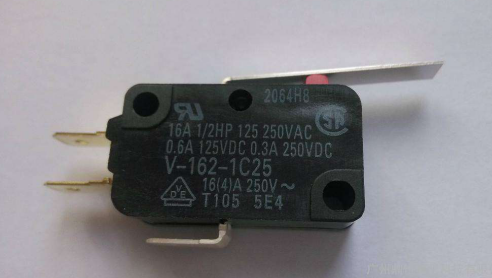 2064H8
16A 1/2HP 125 250VAC
0.6A 125VDC 0.3A 250VDC
V-162-1C25
16(4)A 250V ~
T105 5E4